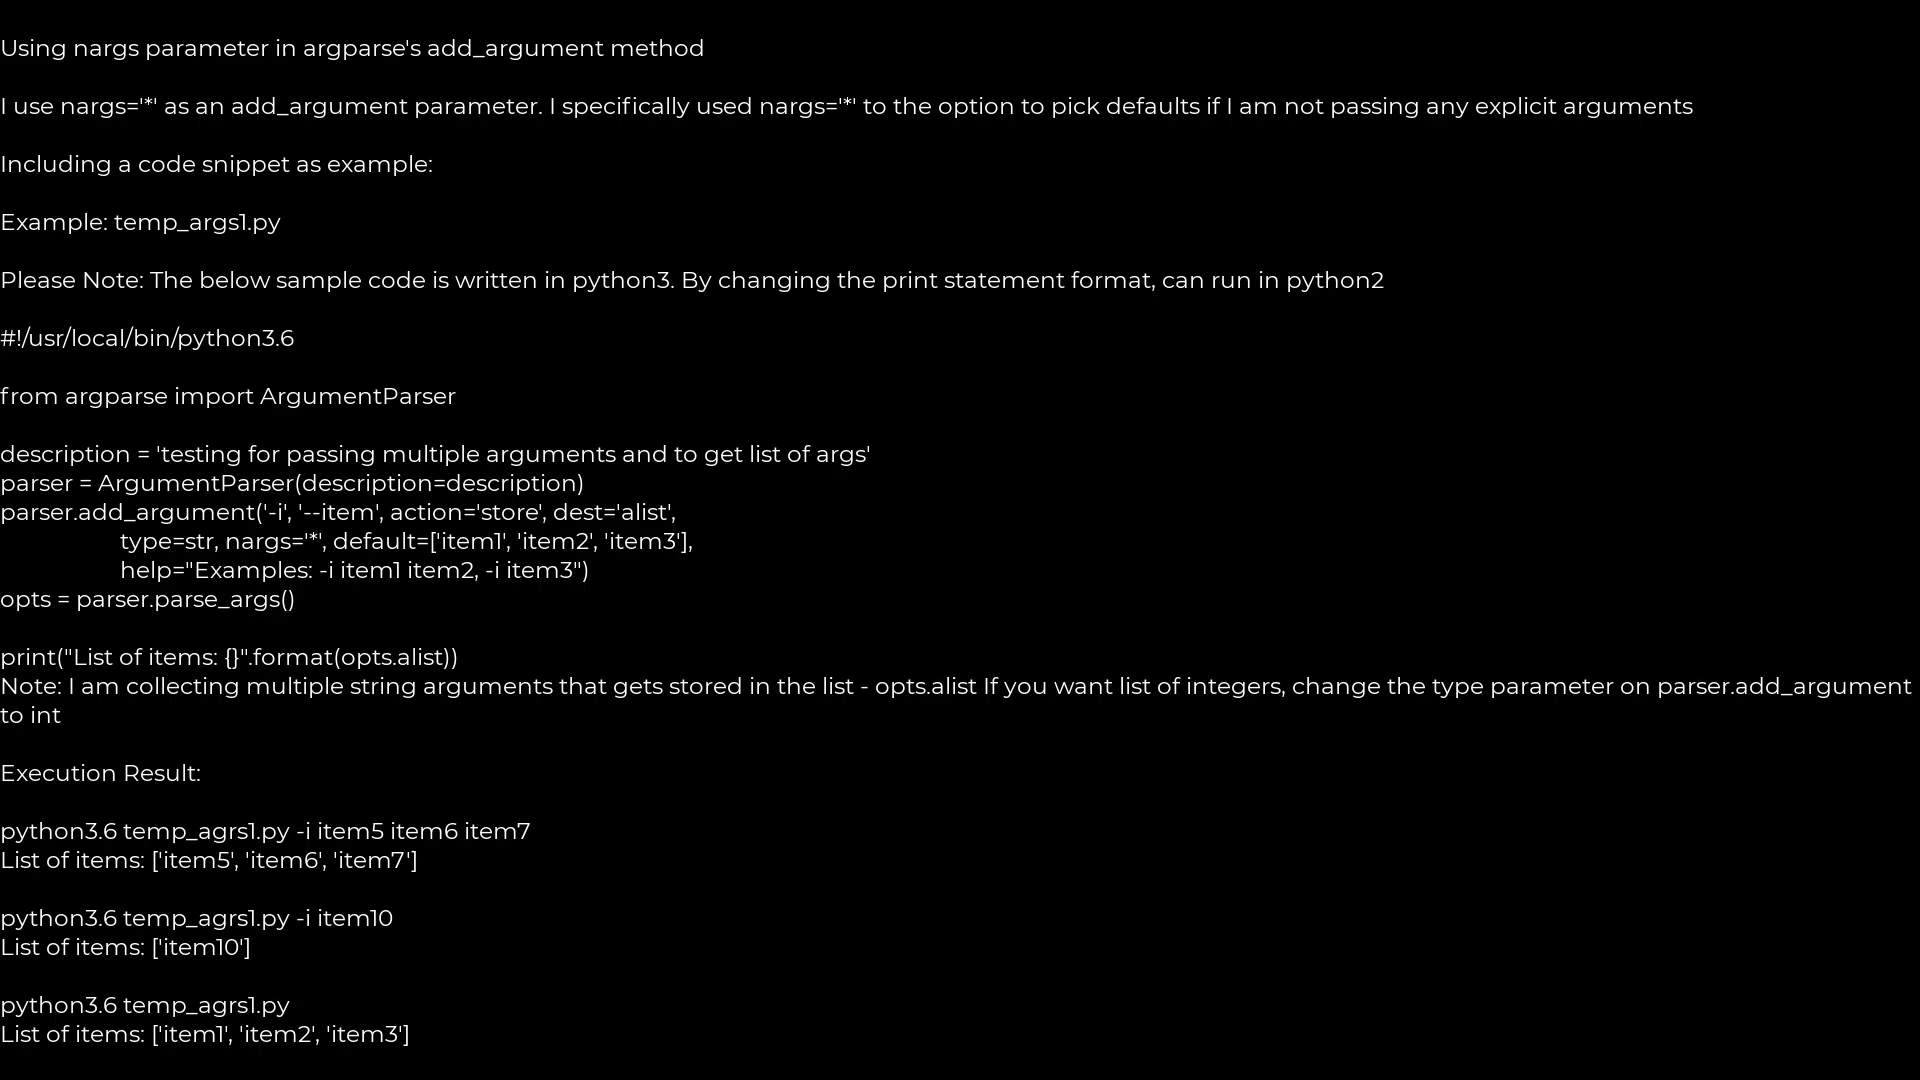 Using nargs parameter in argparse's add_argument method
I use nargs='*' as an add_argument parameter. I specifically used nargs='*' to the option to pick defaults if I am not passing any explicit arguments
Including a code snippet as example:
Example: temp_args1.py
Please Note: The below sample code is written in python3. By changing the print statement format, can run in python2
#!/usr/local/bin/python3.6
from argparse import ArgumentParser
description = 'testing for passing multiple arguments and to get list of args'
parser = ArgumentParser(description=description)
parser.add_argument('-i', '--item', action='store', dest='alist',
type=str, nargs='*', default=['item1', 'item2', 'item3'],
help="Examples: -i item1 item2, -i item3")
opts = parser.parse_args()
print("List of items: {}".format(opts.alist))
Note: I am collecting multiple string arguments that gets stored in the list - opts.alist If you want list of integers, change the type parameter on parser.add_argument
to int
Execution Result:
python3.6 temp_agrs1.py -i item5 item6 item7
List of items: ['item5', 'item6', 'item7']
python3.6 temp_agrs1.py -i item10
List of items: ['item10']
python3.6 temp_agrs1.py
List of items: ['item1', 'item2', 'item3']